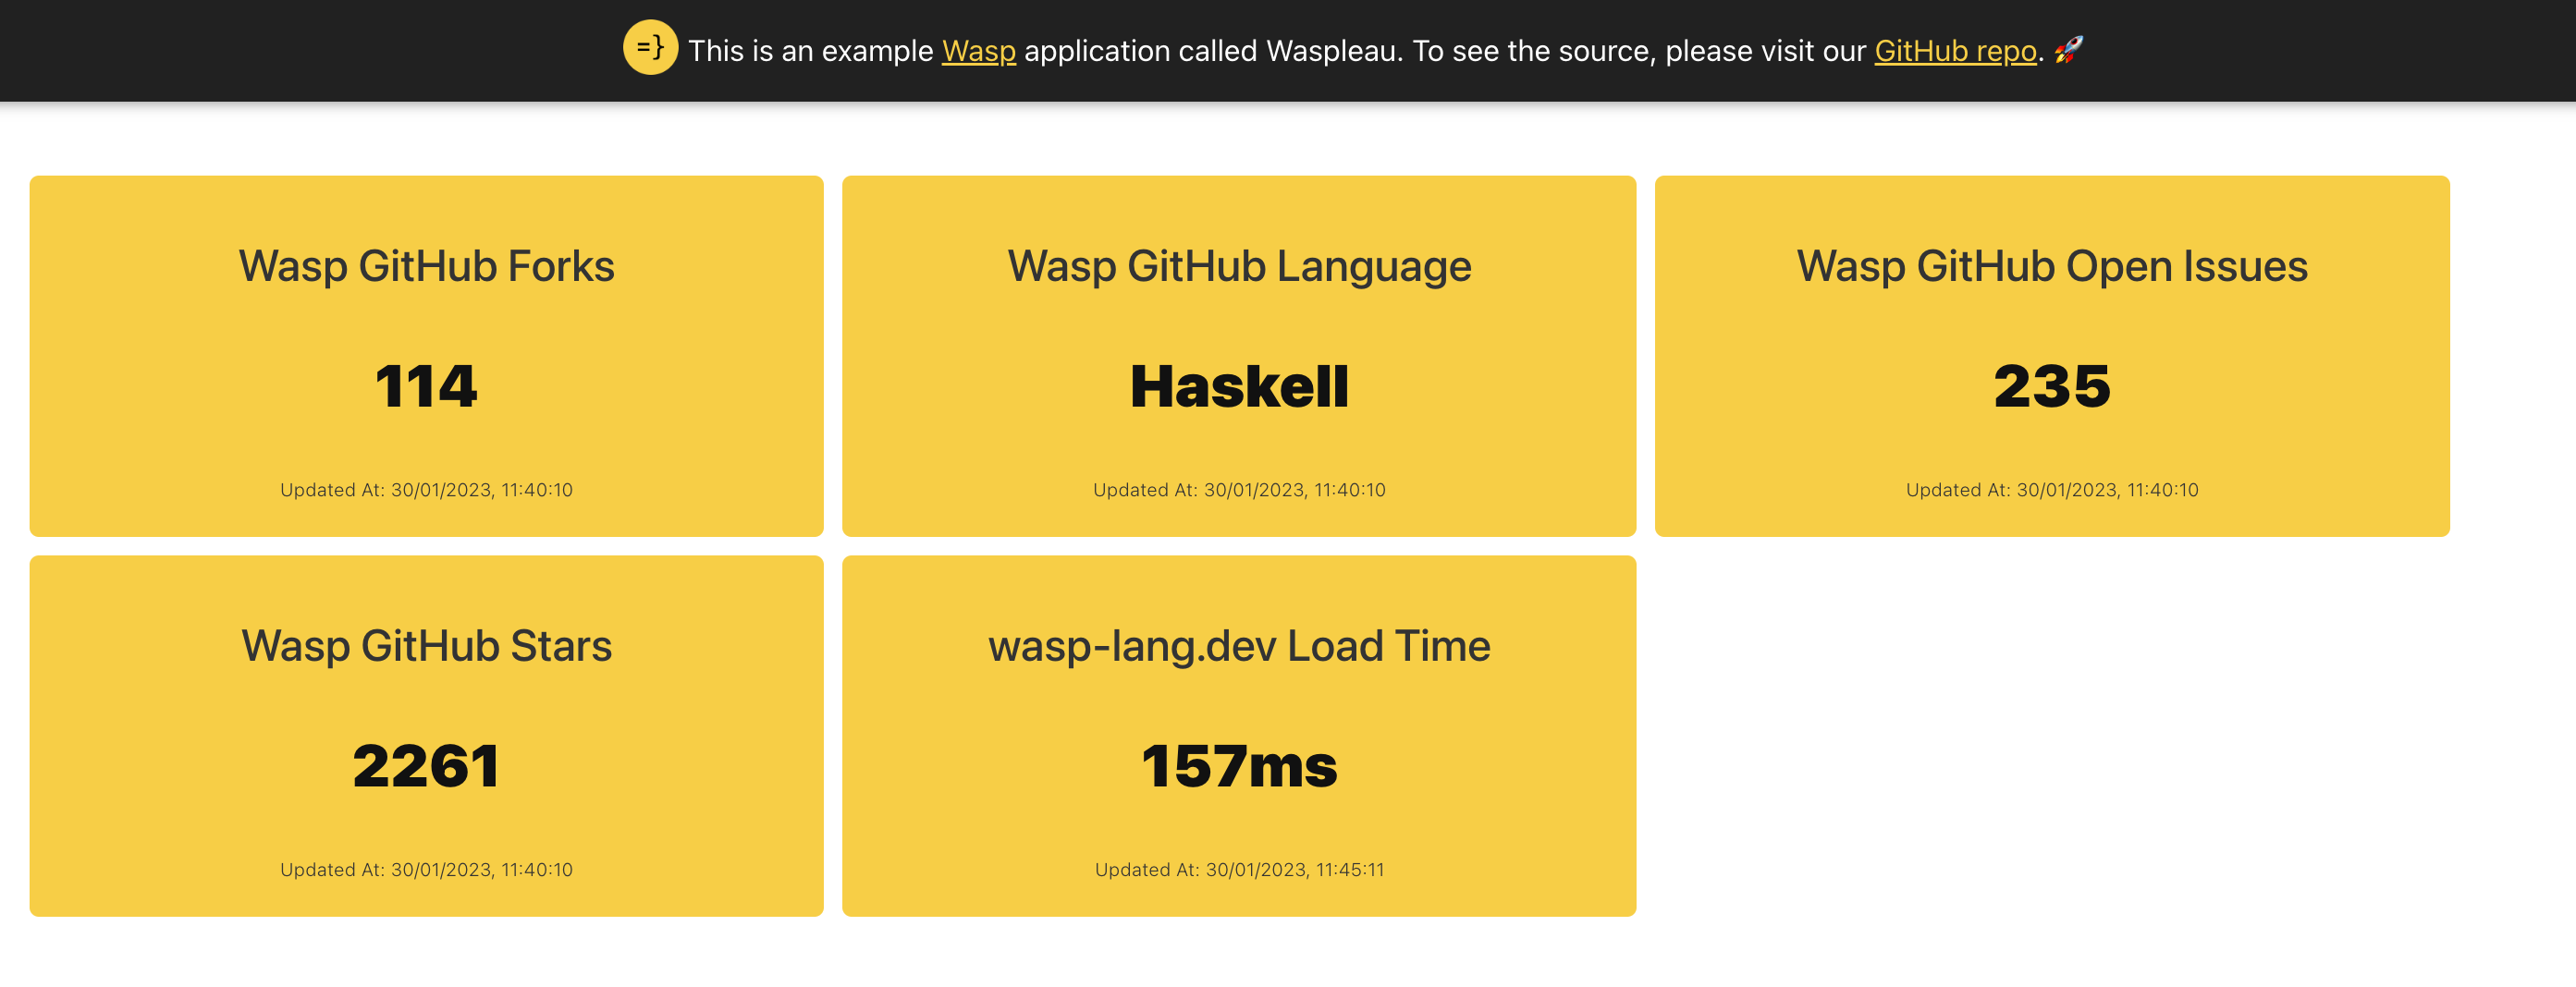 =} This is an example Wasp application called Waspleau. To see the source, please visit our GitHub repo. 🚀
Wasp GitHub Forks
114
Updated At: 30/01/2023, 11:40:10
Wasp GitHub Language
Haskell
Updated At: 30/01/2023, 11:40:10
Wasp GitHub Open Issues
235
Updated At: 30/01/2023, 11:40:10
Wasp GitHub Stars
2261
Updated At: 30/01/2023, 11:40:10
wasp-lang.dev Load Time
157ms
Updated At: 30/01/2023, 11:45:11